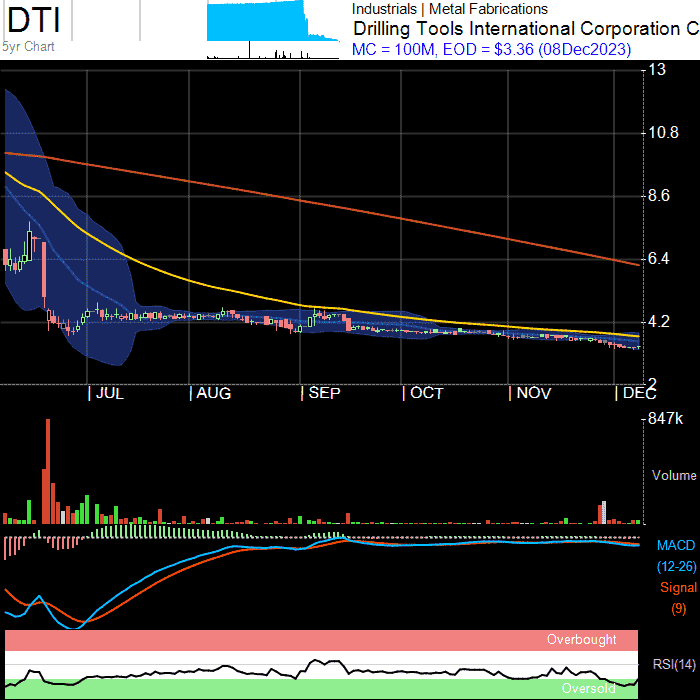 DTI
5yr Chart
Industrials | Metal Fabrications
Drilling Tools International Corporation C
MC = 100M, EOD = $3.36 (08Dec2023)
13
10.8
8.6
6.4
4.2
2
JUL AUG SEP OCT NOV DEC
847k
Volume
MACD
(12-26)
Signal
(9)
Overbought
RSI(14)
Oversold